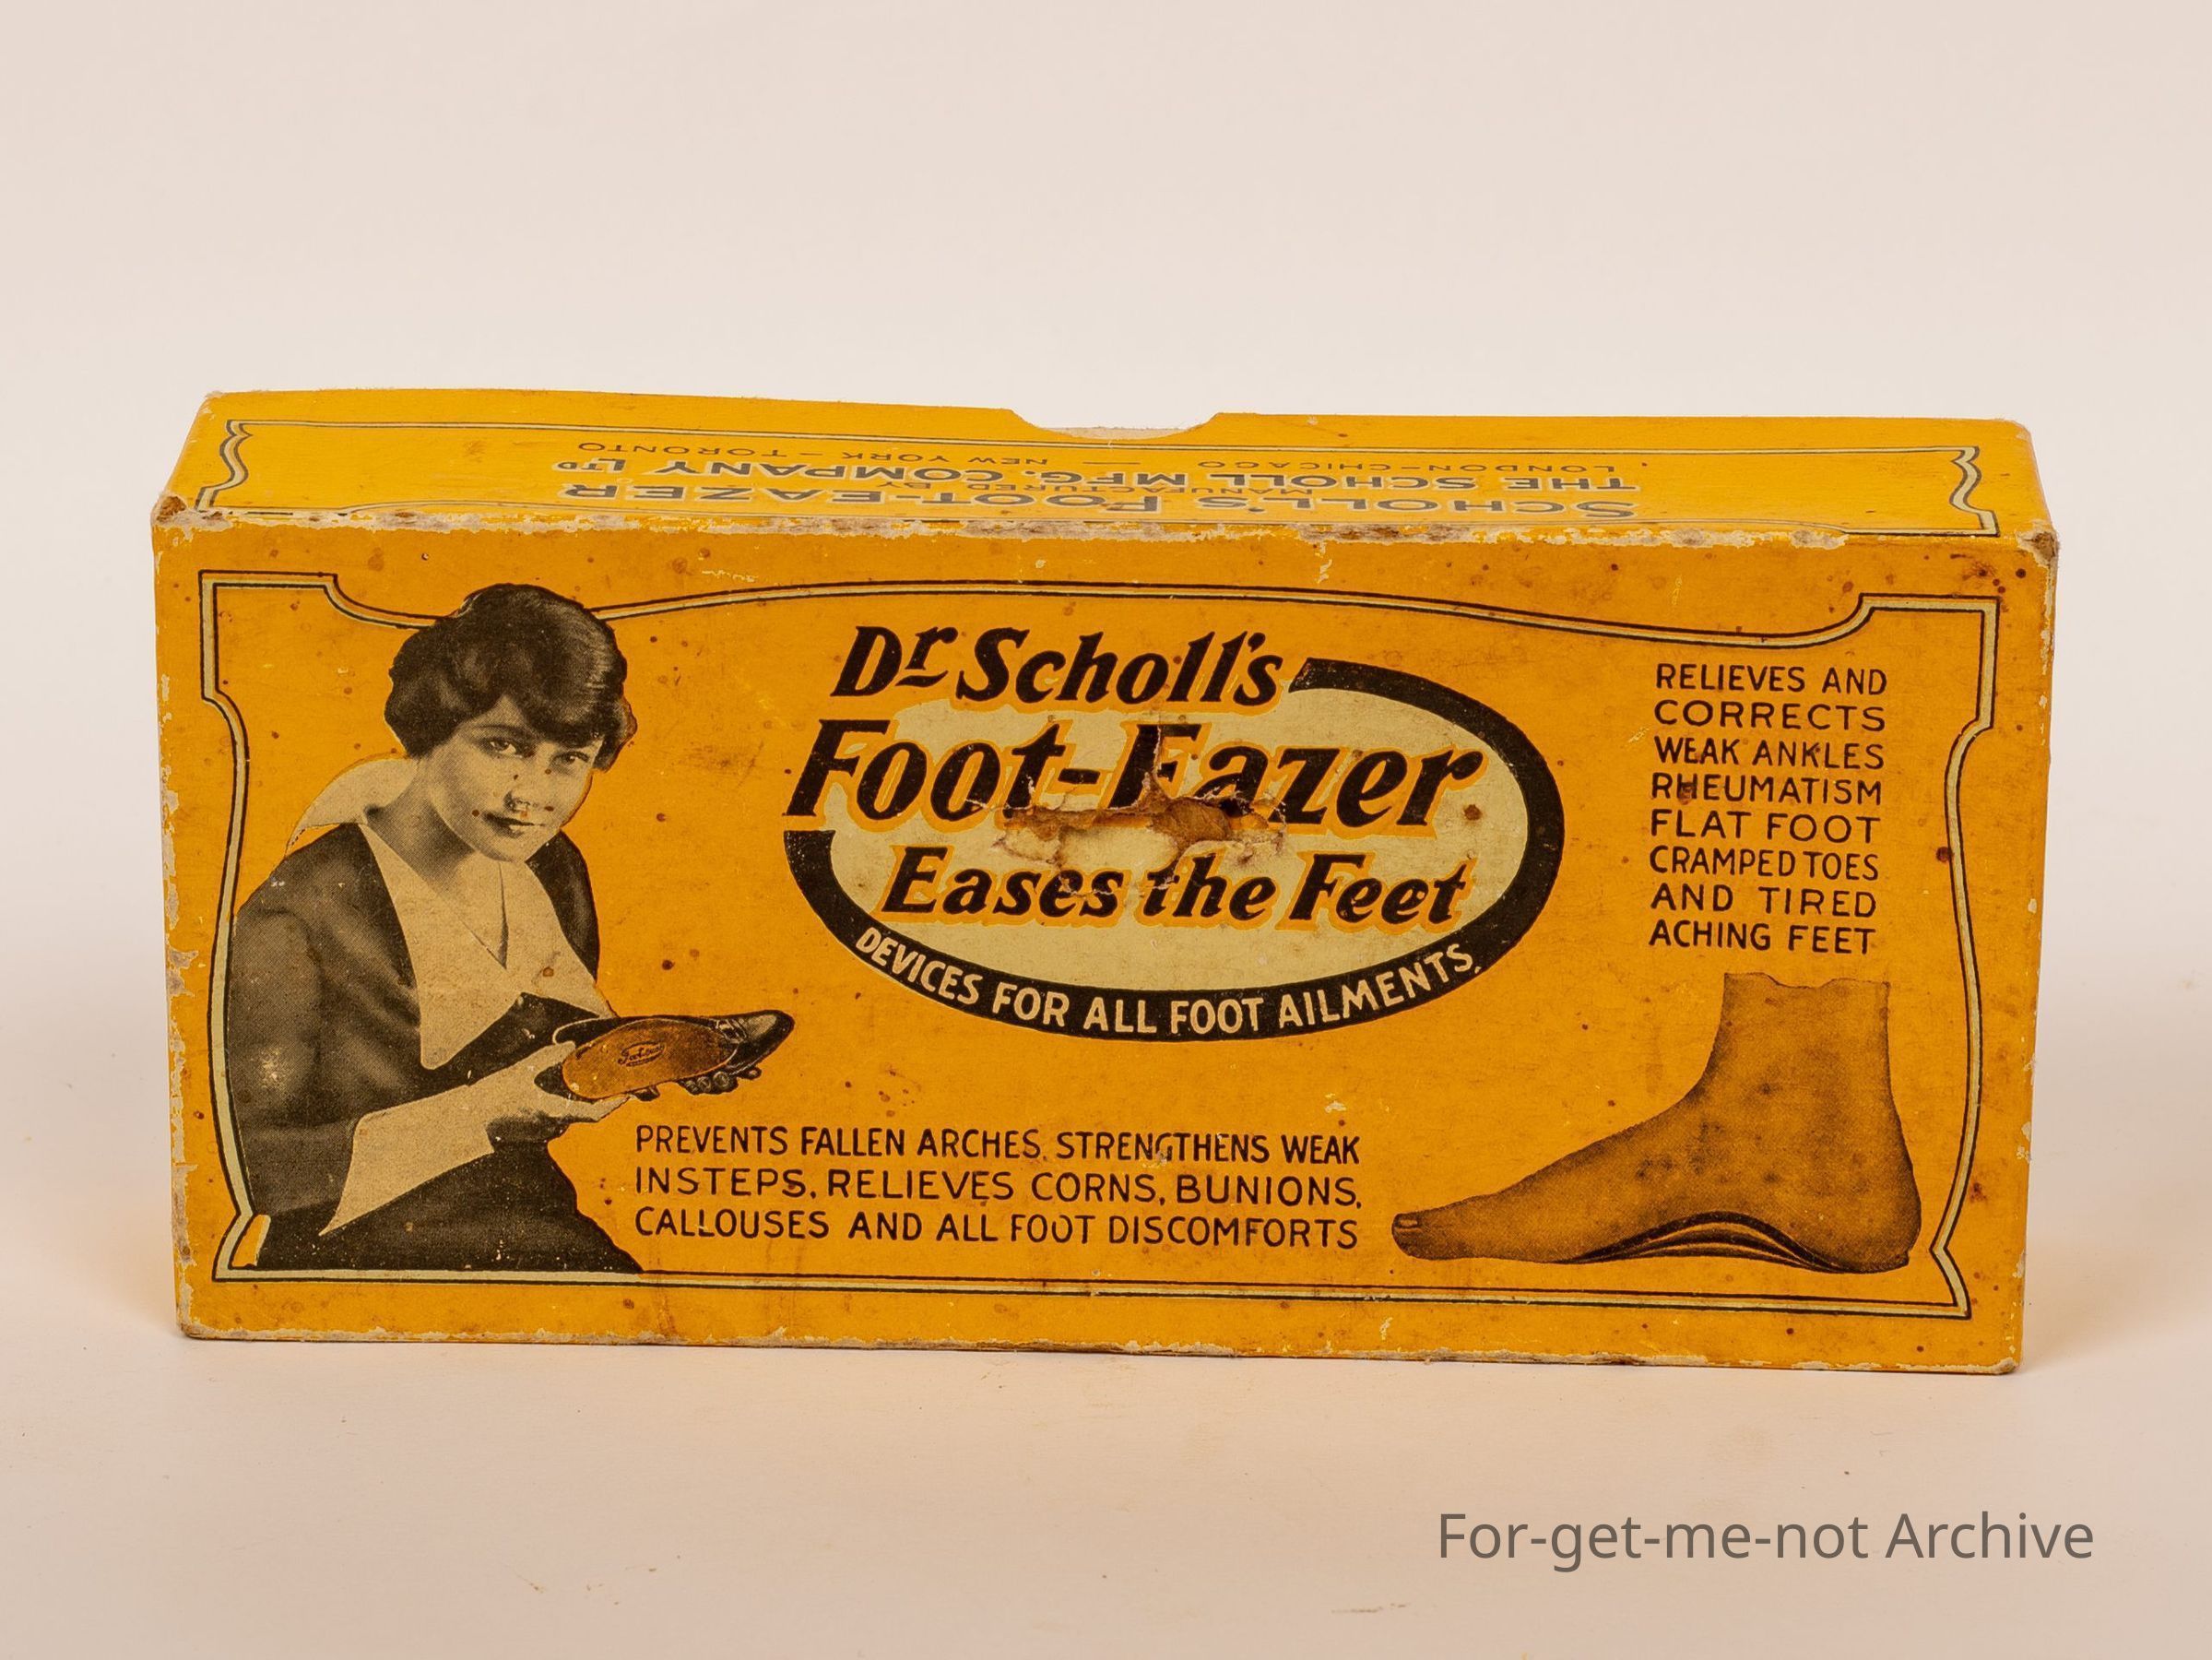 SCHOLL'S FOOT-EAZER
MANUFACTURED BY
THE SCHOLL MFG. COMPANY LTD
LONDON - CHICAGO — NEW YORK - TORONTO
Dr Scholl's
Foot-Eazer
Eases the Feet
DEVICES FOR ALL FOOT AILMENTS.
RELIEVES AND
CORRECTS
WEAK ANKLES
RHEUMATISM
FLAT FOOT
CRAMPED TOES
AND TIRED
ACHING FEET
PREVENTS FALLEN ARCHES, STRENGTHENS WEAK
INSTEPS, RELIEVES CORNS, BUNIONS,
CALLOUSES AND ALL FOOT DISCOMFORTS
For-get-me-not Archive